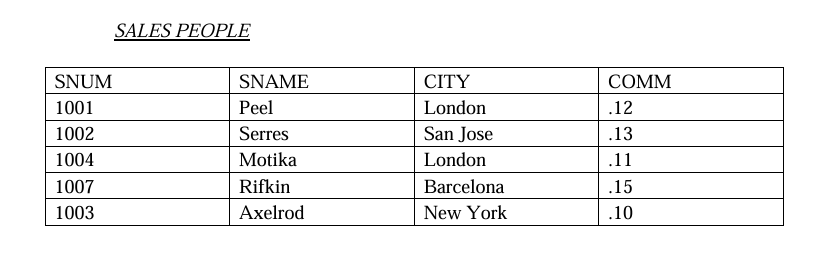 SALES PEOPLE
SNUM SNAME CITY COMM
1001 Peel London .12
1002 Serres San Jose .13
1004 Motika London .11
1007 Rifkin Barcelona .15
1003 Axelrod New York .10